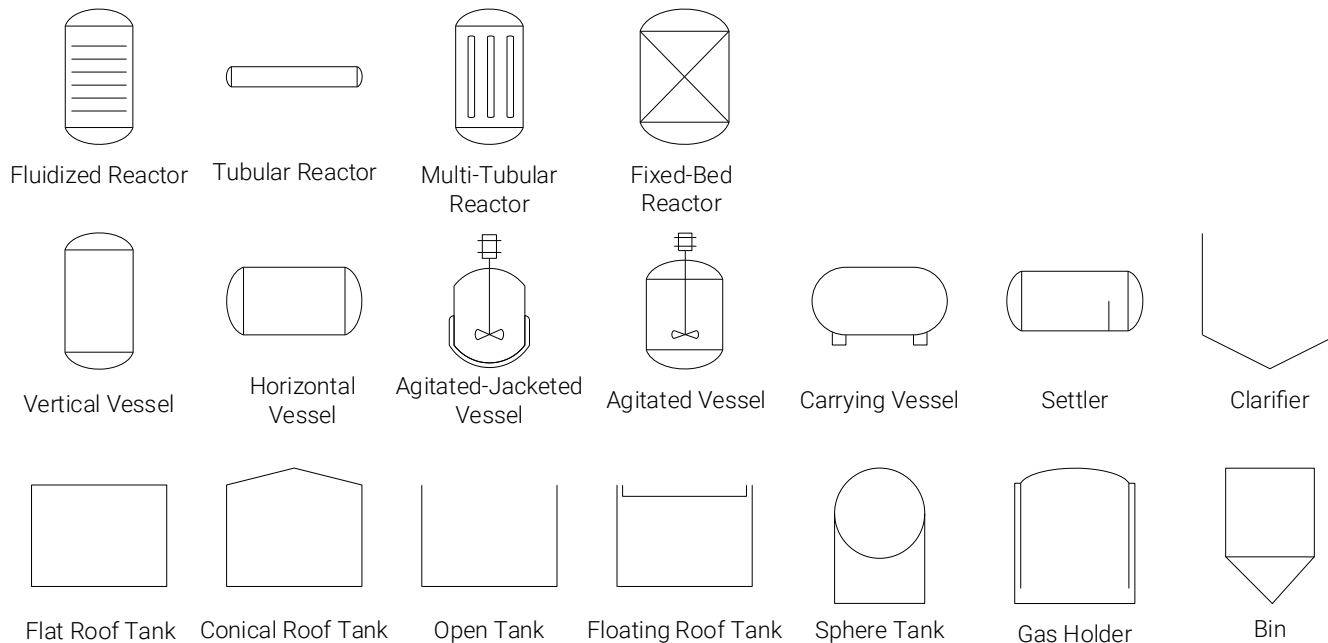 Fluidized Reactor
Tubular Reactor
Multi-Tubular
Reactor
Fixed-Bed
Reactor
Vertical Vessel
Horizontal
Vessel
Agitated-Jacketed
Vessel
Agitated Vessel
Carrying Vessel
Settler
Clarifier
Flat Roof Tank
Conical Roof Tank
Open Tank
Floating Roof Tank
Sphere Tank
Gas Holder
Bin